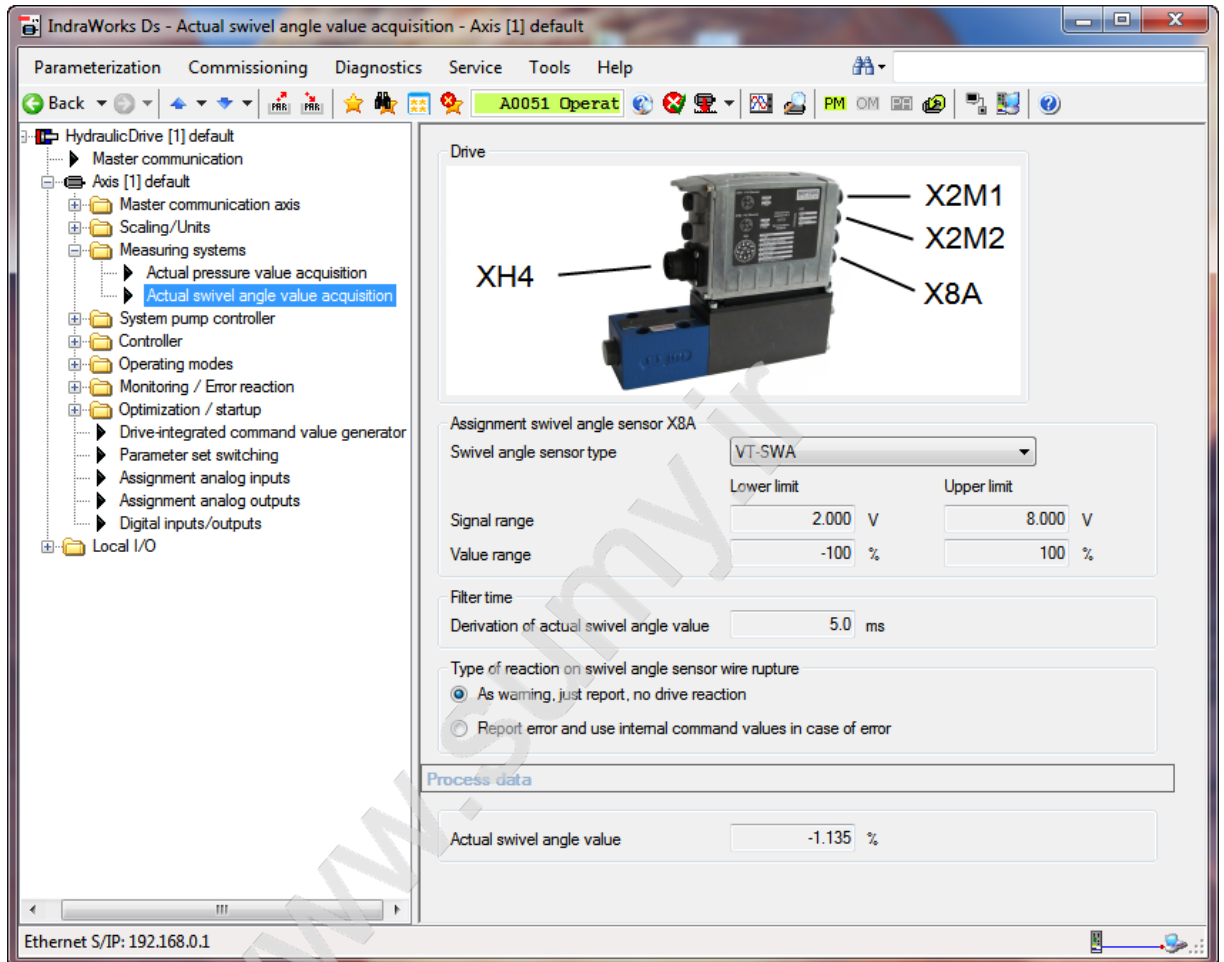 IndraWorks Ds - Actual swivel angle value acquisition - Axis [1] default
Parameterization Commissioning Diagnostics Service Tools Help
Back PAR PAR A0051 Operat PM OM
HydraulicDrive [1] default
Master communication
Axis [1] default
Master communication axis
Scaling/Units
Measuring systems
Actual pressure value acquisition
Actual swivel angle value acquisition
System pump controller
Controller
Operating modes
Monitoring / Error reaction
Optimization / startup
Drive-integrated command value generator
Parameter set switching
Assignment analog inputs
Assignment analog outputs
Digital inputs/outputs
Local I/O
Drive
X2M1
X2M2
XH4
X8A
Assignment swivel angle sensor X8A
Swivel angle sensor type VT-SWA
Lower limit Upper limit
Signal range 2.000 V 8.000 V
Value range -100 % 100 %
Filter time
Derivation of actual swivel angle value 5.0 ms
Type of reaction on swivel angle sensor wire rupture
As warning, just report, no drive reaction
Report error and use internal command values in case of error
Process data
Actual swivel angle value -1.135 %
Ethernet S/IP: 192.168.0.1
www.sumy.ir